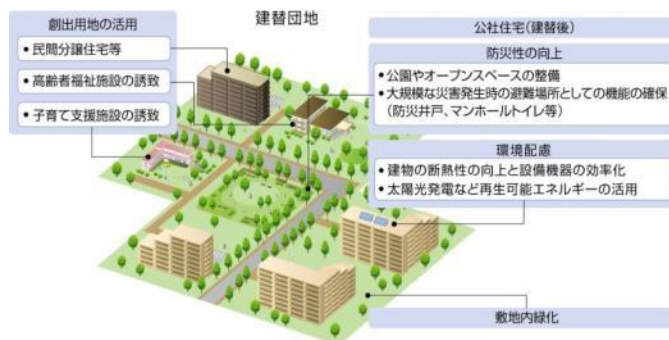 建替団地
創出用地の活用
• 民間分譲住宅等
• 高齢者福祉施設の誘致
• 子育て支援施設の誘致
公社住宅(建替後)
防災性の向上
• 公園やオープンスペースの整備
• 大規模な災害発生時の避難場所としての機能の確保
(防災井戸、マンホールトイレ等)
環境配慮
• 建物の断熱性の向上と設備機器の効率化
• 太陽光発電など再生可能エネルギーの活用
敷地内緑化